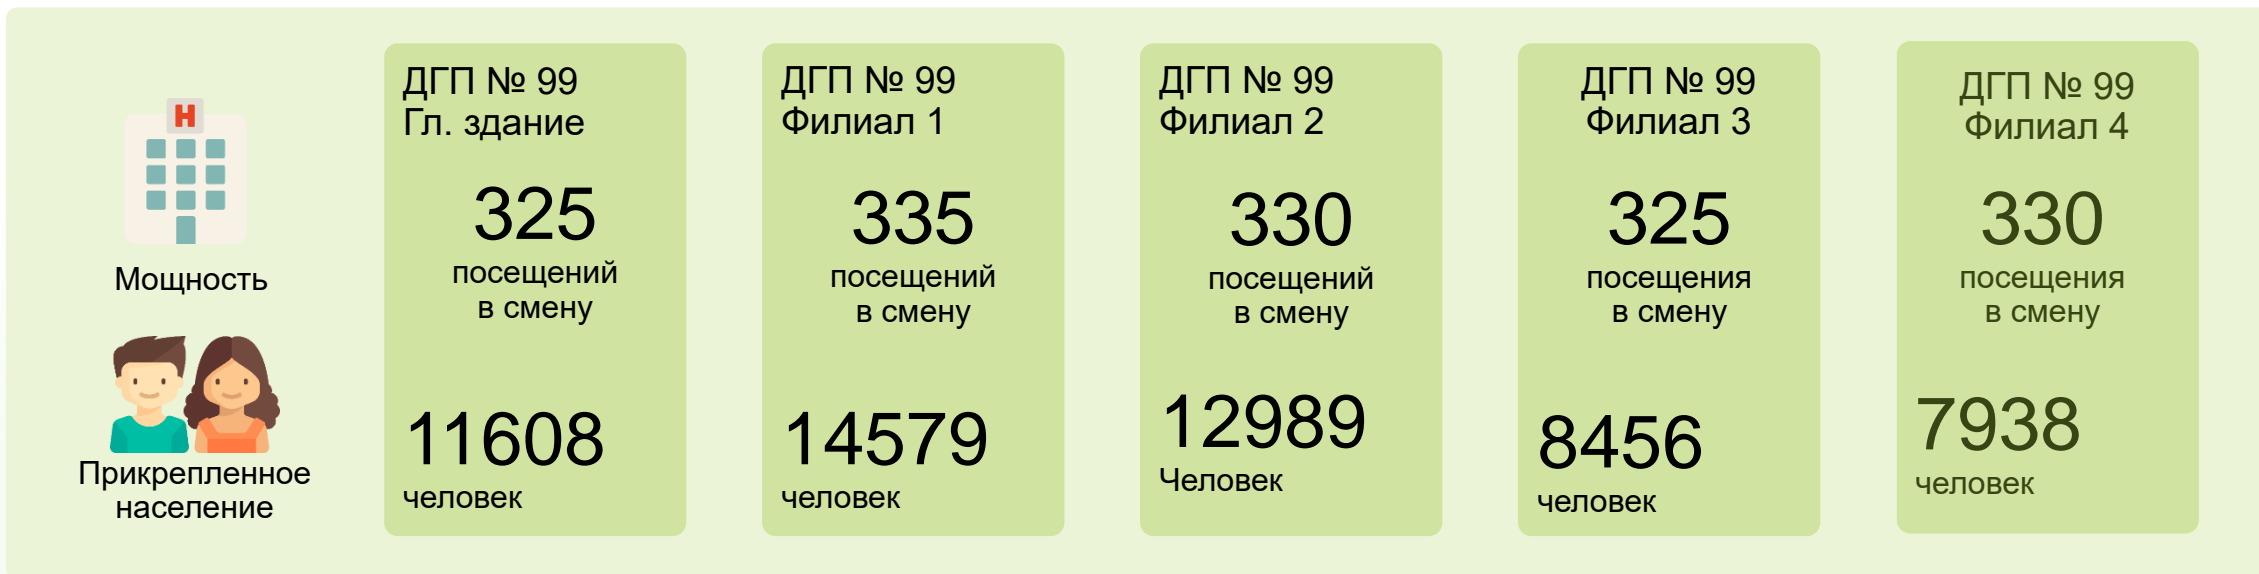 H
Мощность
Прикрепленное
население
ДГП № 99
Гл. здание
325
посещений
в смену
11608
человек
ДГП № 99
Филиал 1
335
посещений
в смену
14579
человек
ДГП № 99
Филиал 2
330
посещений
в смену
12989
Человек
ДГП № 99
Филиал 3
325
посещения
в смену
8456
человек
ДГП № 99
Филиал 4
330
посещения
в смену
7938
человек